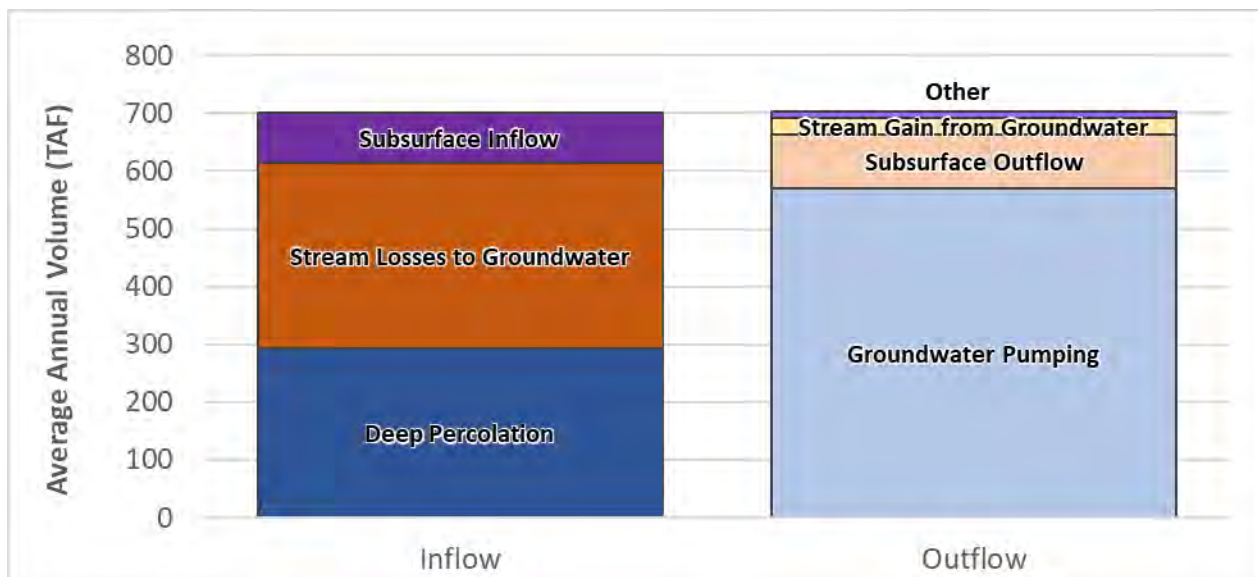 Average Annual Volume (TAF)
800
700
600
500
400
300
200
100
0
Subsurface Inflow
Stream Losses to Groundwater
Deep Percolation
Other
Stream Gain from Groundwater
Subsurface Outflow
Groundwater Pumping
Inflow
Outflow